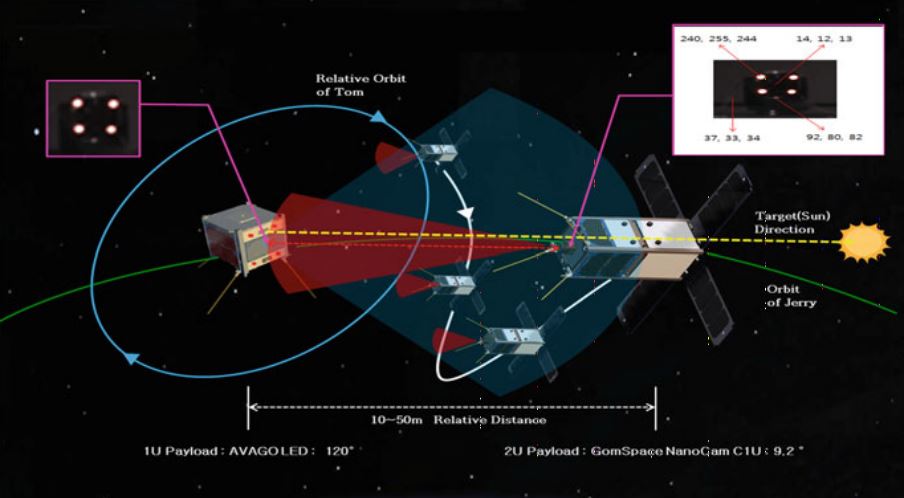 240, 255, 244
14, 12, 13
37, 33, 34
92, 80, 82
Relative Orbit
of Tom
Target(Sun)
Direction
Orbit
of Jerry
10~50m Relative Distance
1U Payload : AVAGO LED : 120°
2U Payload : GomSpace NanoCam C1U : 9.2 °